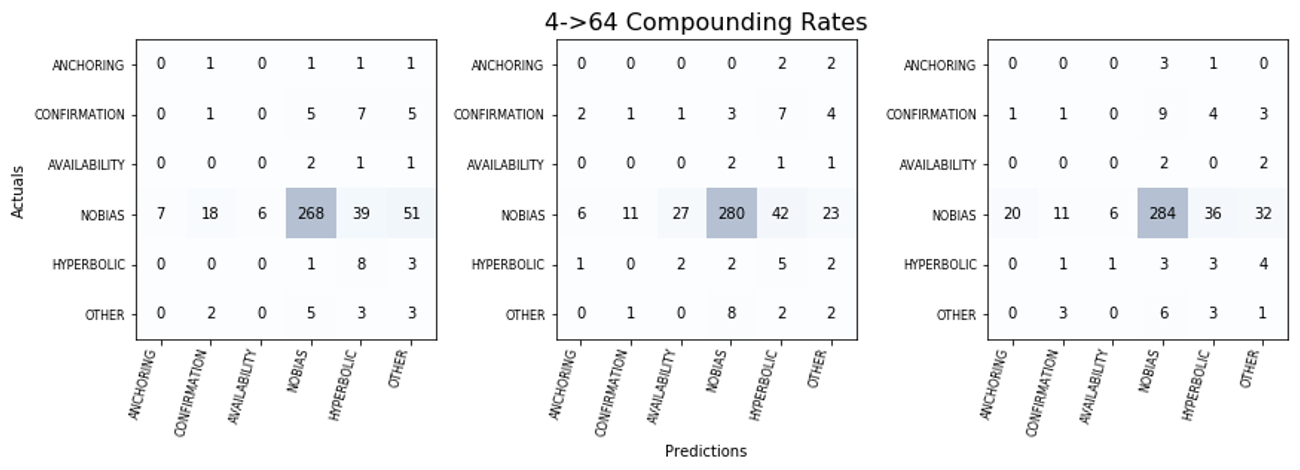 4->64 Compounding Rates
Actuals
ANCHORING 0 1 0 1 1 1
CONFIRMATION 0 1 0 5 7 5
AVAILABILITY 0 0 0 2 1 1
NOBIAS 7 18 6 268 39 51
HYPERBOLIC 0 0 0 1 8 3
OTHER 0 2 0 5 3 3
ANCHORING CONFIRMATION AVAILABILITY NOBIAS HYPERBOLIC OTHER
ANCHORING 0 0 0 0 2 2
CONFIRMATION 2 1 1 3 7 4
AVAILABILITY 0 0 0 2 1 1
NOBIAS 6 11 27 280 42 23
HYPERBOLIC 1 0 2 2 5 2
OTHER 0 1 0 8 2 2
ANCHORING CONFIRMATION AVAILABILITY NOBIAS HYPERBOLIC OTHER
ANCHORING 0 0 0 3 1 0
CONFIRMATION 1 1 0 9 4 3
AVAILABILITY 0 0 0 2 0 2
NOBIAS 20 11 6 284 36 32
HYPERBOLIC 0 1 1 3 3 4
OTHER 0 3 0 6 3 1
ANCHORING CONFIRMATION AVAILABILITY NOBIAS HYPERBOLIC OTHER
Predictions